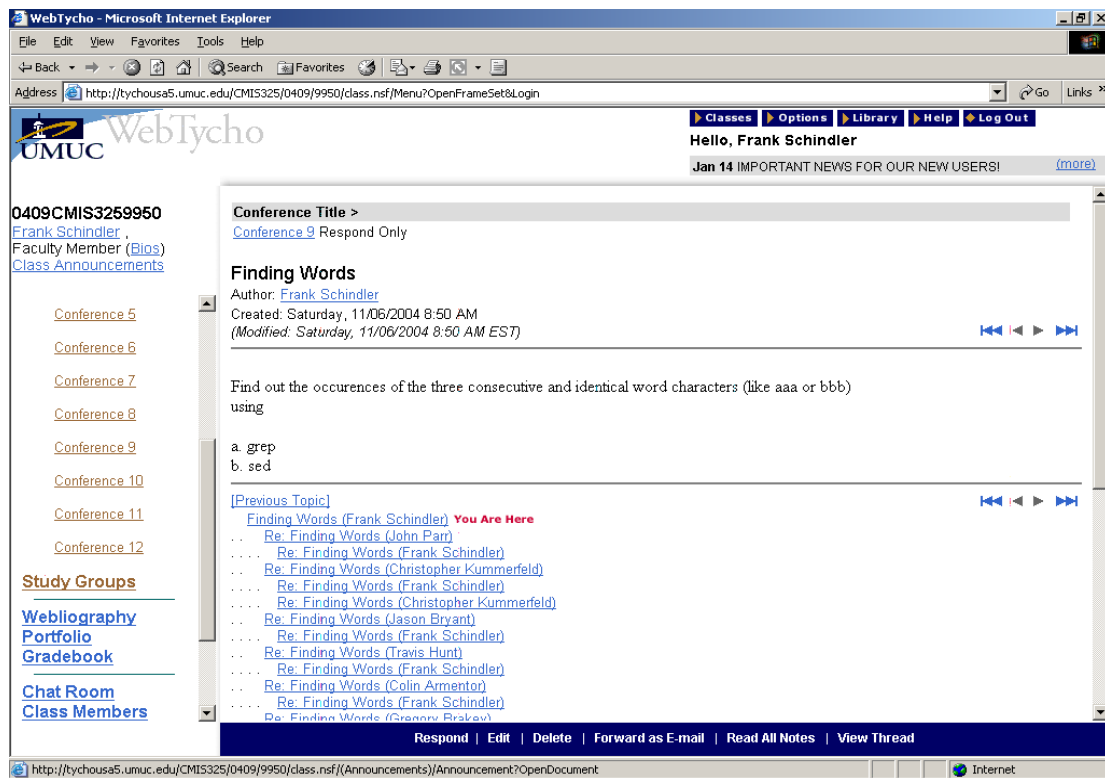 WebTycho - Microsoft Internet Explorer
File Edit View Favorites Tools Help
Back Search Favorites
Address http://tychousa5.umuc.edu/CMIS325/0409/9950/class.nsf/Menu?OpenFrameSet&Login Go Links »
UMUC WebTycho
Classes Options Library Help Log Out
Hello, Frank Schindler
Jan 14 IMPORTANT NEWS FOR OUR NEW USERS! (more)
0409CMIS3259950
Frank Schindler ,
Faculty Member (Bios)
Class Announcements
Conference 5
Conference 6
Conference 7
Conference 8
Conference 9
Conference 10
Conference 11
Conference 12
Study Groups
Webliography
Portfolio
Gradebook
Chat Room
Class Members
Conference Title >
Conference 9 Respond Only
Finding Words
Author: Frank Schindler
Created: Saturday, 11/06/2004 8:50 AM
(Modified: Saturday, 11/06/2004 8:50 AM EST)
Find out the occurences of the three consecutive and identical word characters (like aaa or bbb)
using
a. grep
b. sed
[Previous Topic]
Finding Words (Frank Schindler) You Are Here
. . Re: Finding Words (John Parr)
. . . . Re: Finding Words (Frank Schindler)
. . Re: Finding Words (Christopher Kummerfeld)
. . . . Re: Finding Words (Frank Schindler)
. . . . Re: Finding Words (Christopher Kummerfeld)
. . Re: Finding Words (Jason Bryant)
. . . . Re: Finding Words (Frank Schindler)
. . Re: Finding Words (Travis Hunt)
. . . . Re: Finding Words (Frank Schindler)
. . Re: Finding Words (Colin Armentor)
. . . . Re: Finding Words (Frank Schindler)
Re: Finding Words (Gregory Brakey)
Respond | Edit | Delete | Forward as E-mail | Read All Notes | View Thread
http://tychousa5.umuc.edu/CMIS325/0409/9950/class.nsf/(Announcements)/Announcement?OpenDocument Internet